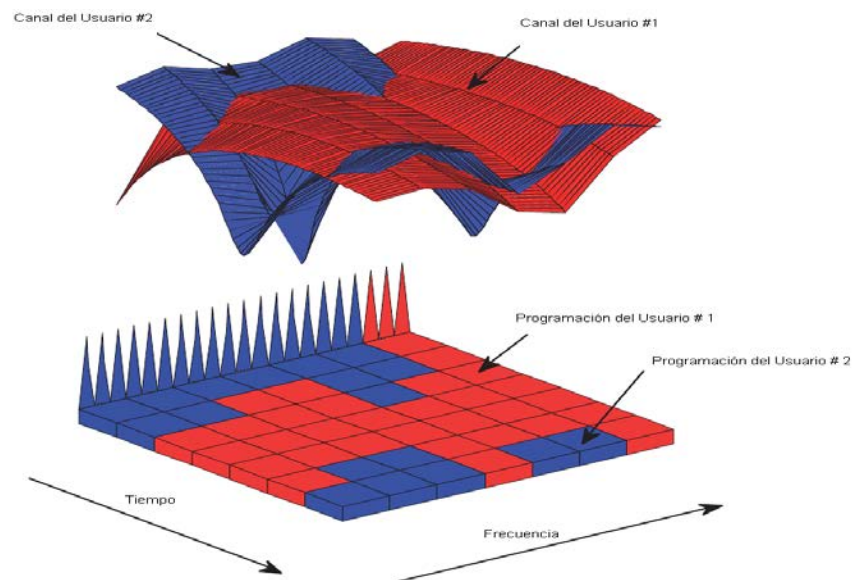 Canal del Usuario #2
Canal del Usuario #1
Programación del Usuario # 1
Programación del Usuario # 2
Tiempo
Frecuencia